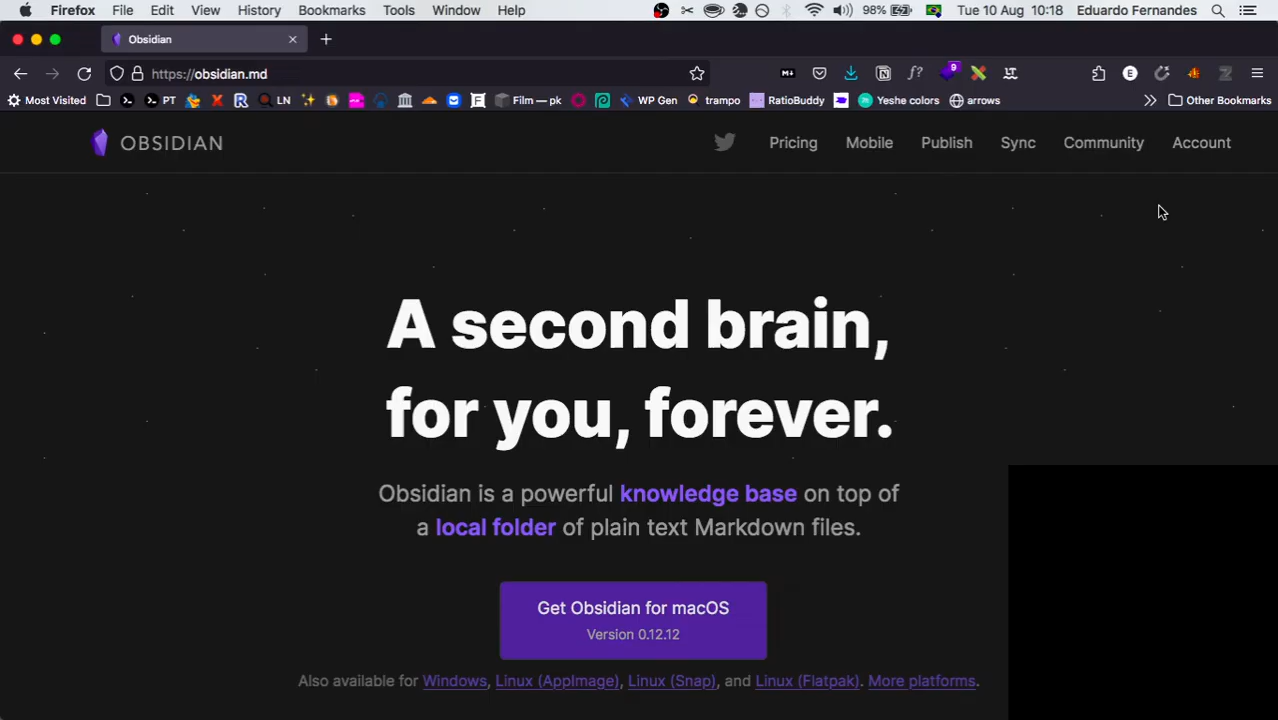 Firefox File Edit View History Bookmarks Tools Window Help 98% Tue 10 Aug 10:18 Eduardo Fernandes
Obsidian
https://obsidian.md
Most Visited PT LN Film — pk WP Gen trampo RatioBuddy Yeshe colors arrows Other Bookmarks
OBSIDIAN Pricing Mobile Publish Sync Community Account
A second brain,
for you, forever.
Obsidian is a powerful knowledge base on top of
a local folder of plain text Markdown files.
Get Obsidian for macOS
Version 0.12.12
Also available for Windows, Linux (AppImage), Linux (Snap), and Linux (Flatpak). More platforms.